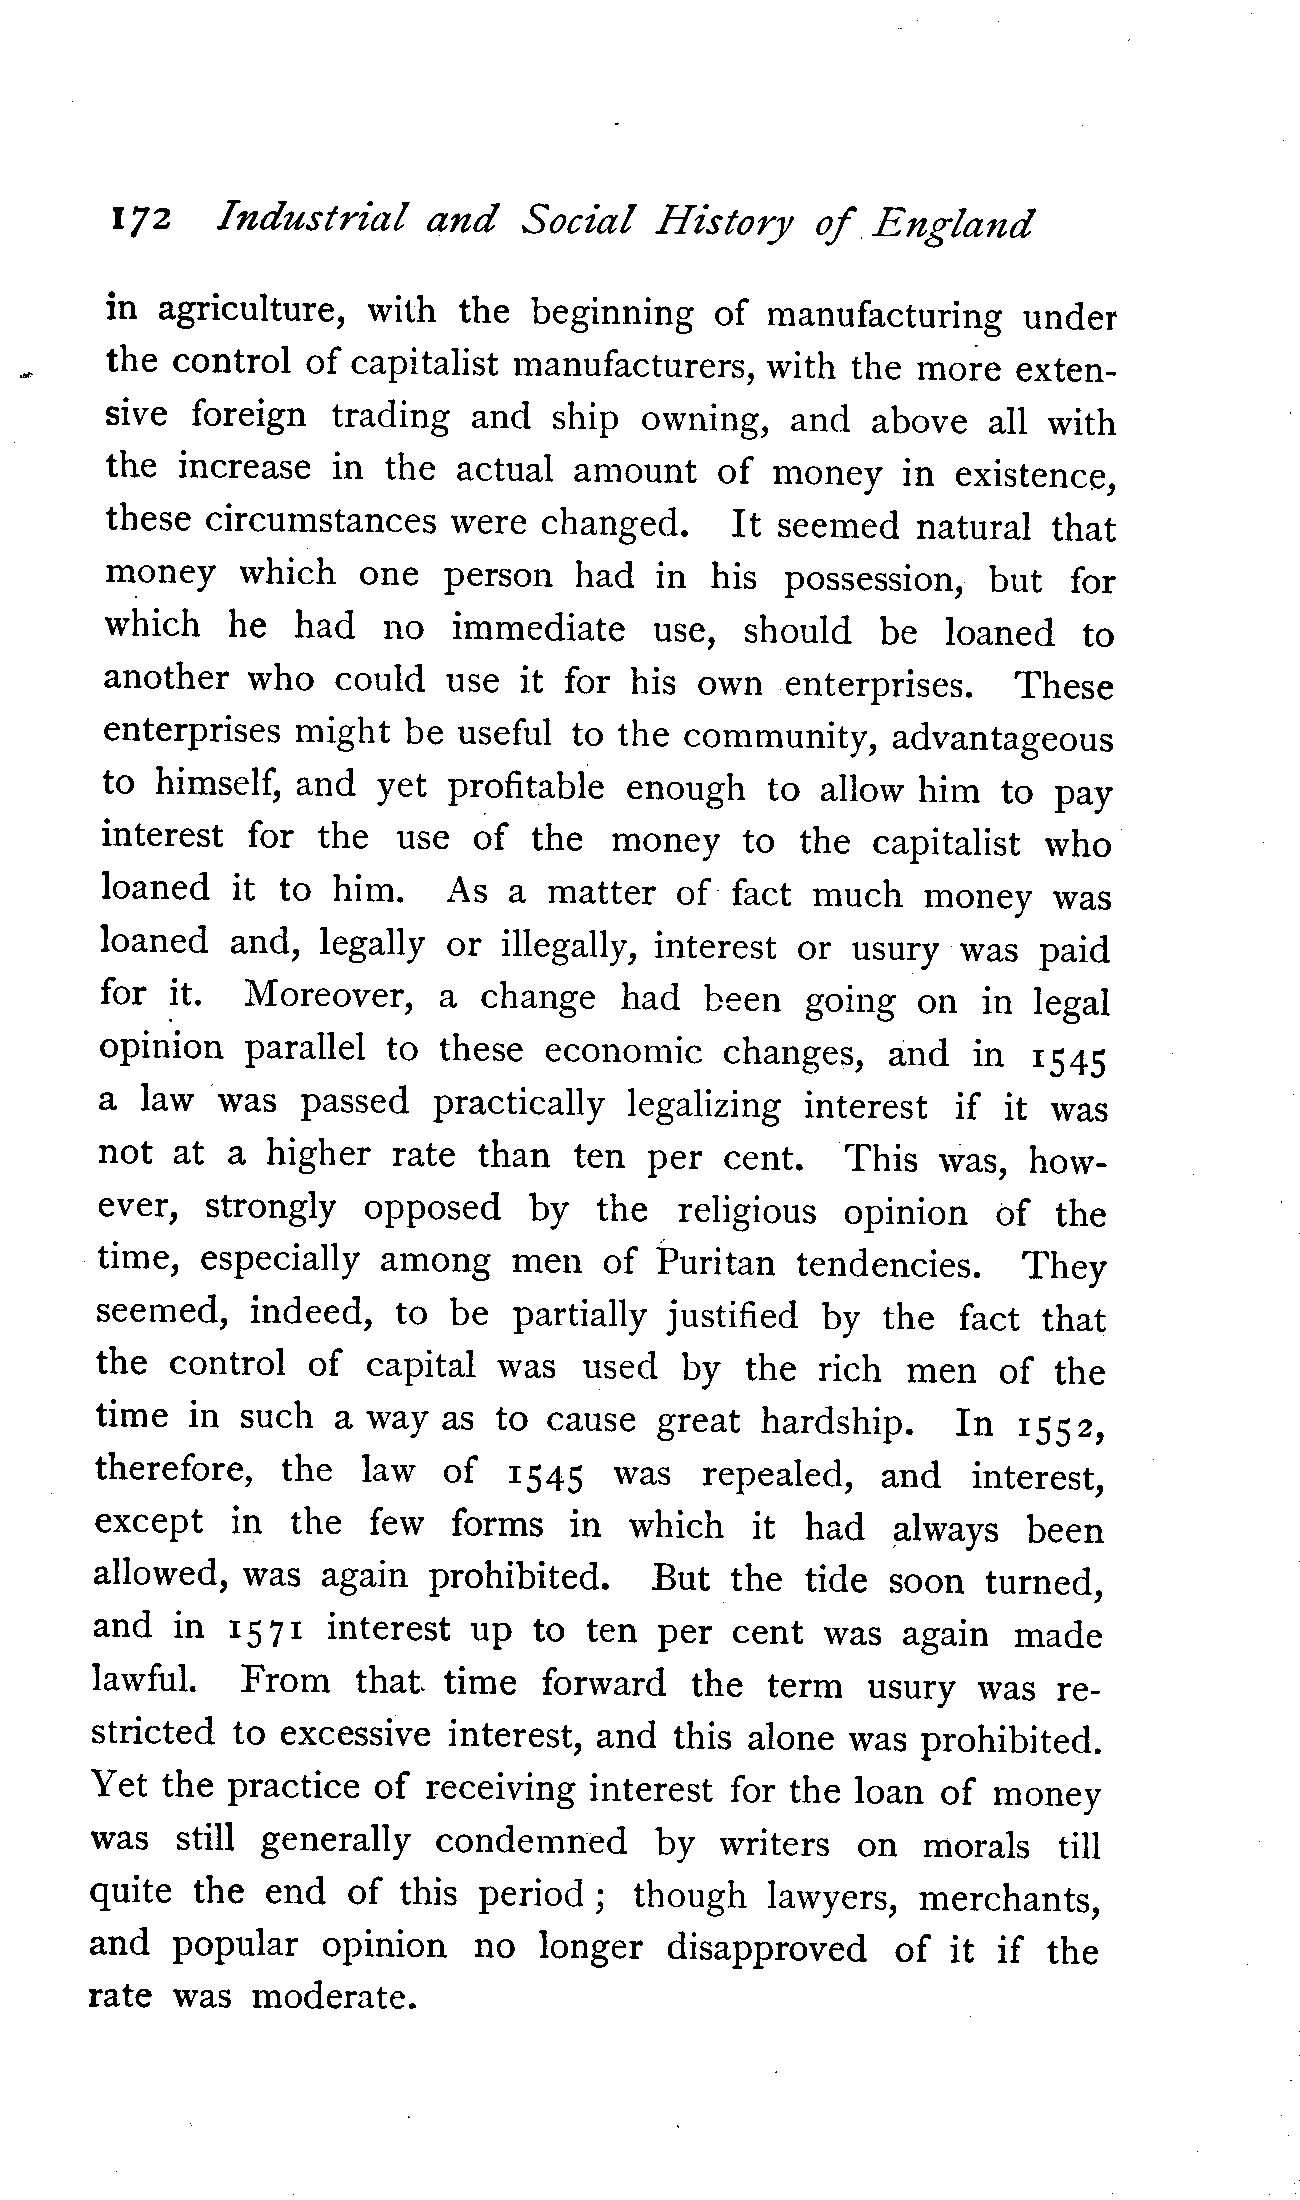 172 Industrial and Social History of England
in agriculture, with the beginning of manufacturing under
the control of capitalist manufacturers, with the more exten-
sive foreign trading and ship owning, and above all with
the increase in the actual amount of money in existence,
these circumstances were changed. It seemed natural that
money which one person had in his possession, but for
which he had no immediate use, should be loaned to
another who could use it for his own enterprises. These
enterprises might be useful to the community, advantageous
to himself, and yet profitable enough to allow him to pay
interest for the use of the money to the capitalist who
loaned it to him. As a matter of fact much money was
loaned and, legally or illegally, interest or usury was paid
for it. Moreover, a change had been going on in legal
opinion parallel to these economic changes, and in 1545
a law was passed practically legalizing interest if it was
not at a higher rate than ten per cent. This was, how-
ever, strongly opposed by the religious opinion of the
time, especially among men of Puritan tendencies. They
seemed, indeed, to be partially justified by the fact that
the control of capital was used by the rich men of the
time in such a way as to cause great hardship. In 1552,
therefore, the law of 1545 was repealed, and interest,
except in the few forms in which it had always been
allowed, was again prohibited. But the tide soon turned,
and in 1571 interest up to ten per cent was again made
lawful. From that time forward the term usury was re-
stricted to excessive interest, and this alone was prohibited.
Yet the practice of receiving interest for the loan of money
was still generally condemned by writers on morals till
quite the end of this period ; though lawyers, merchants,
and popular opinion no longer disapproved of it if the
rate was moderate.